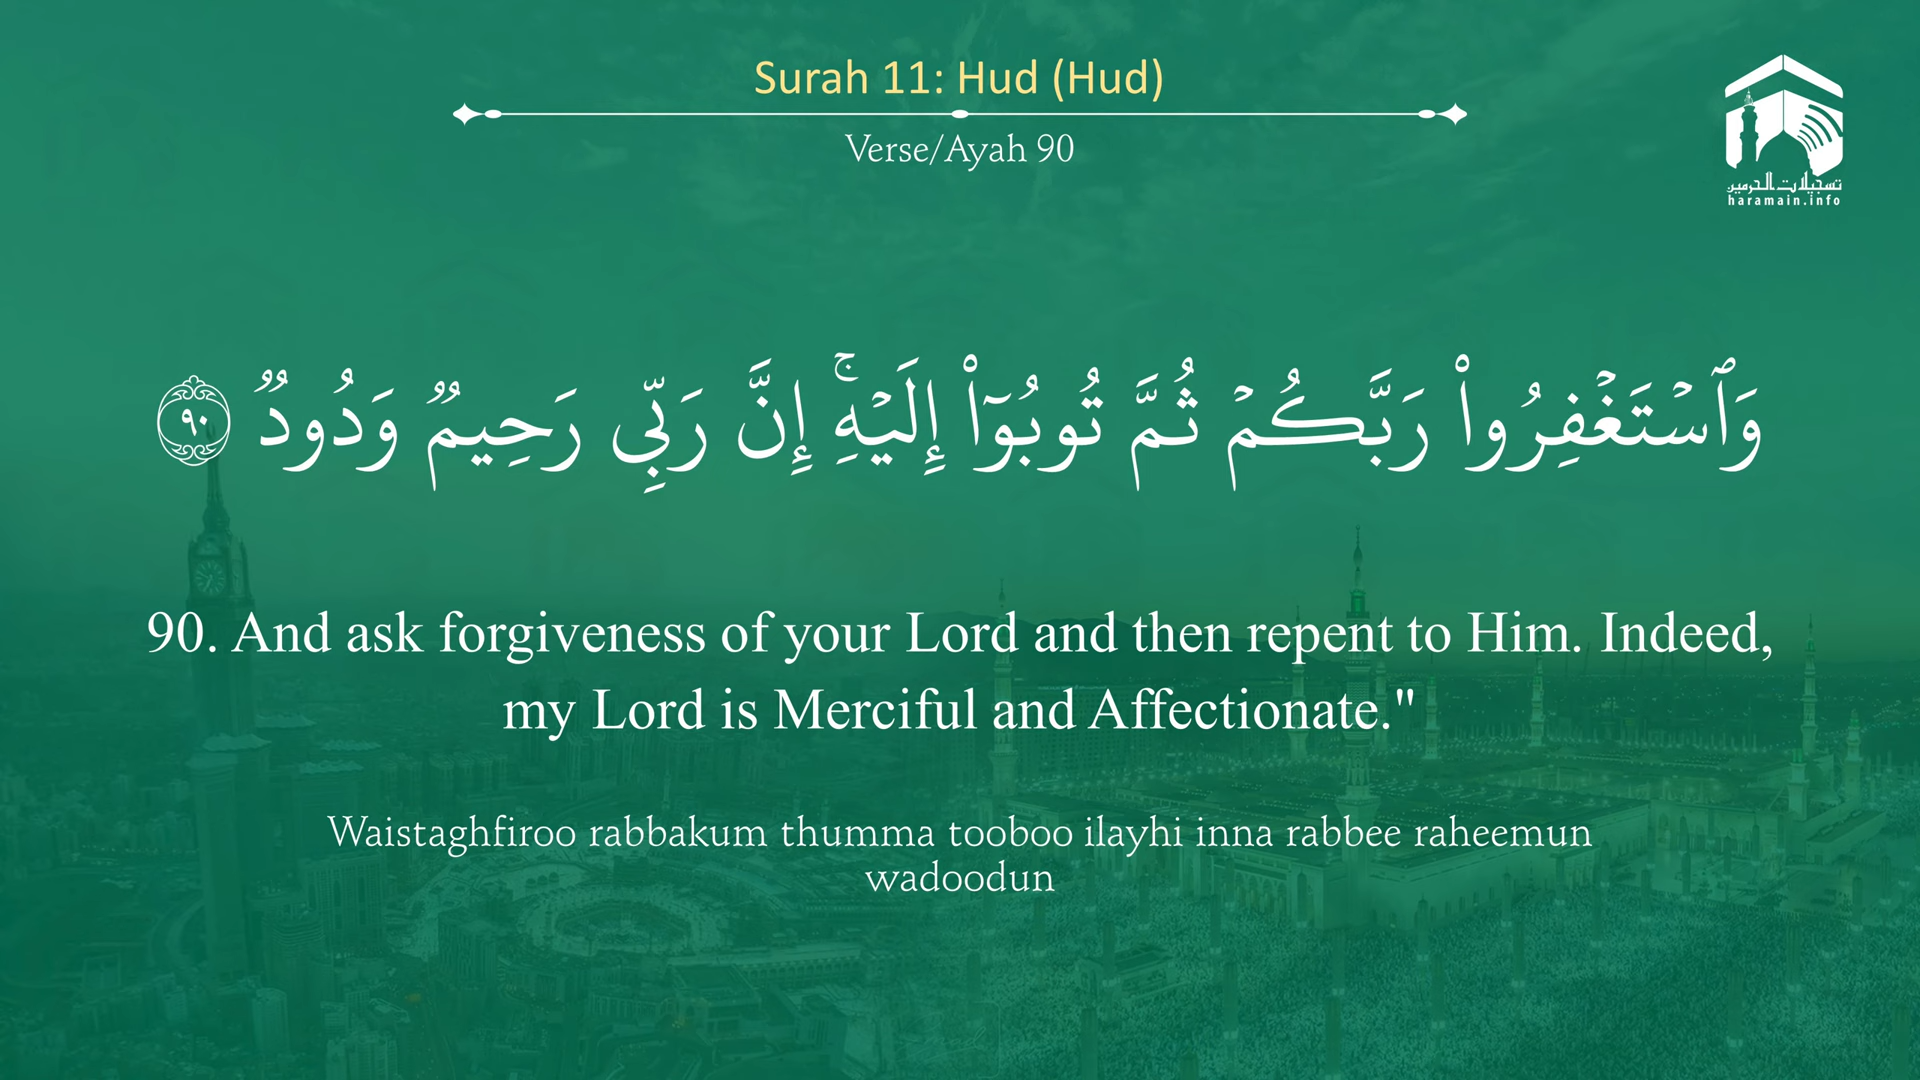 Surah 11: Hud (Hud)
Verse/Ayah 90
تسجيلات الحرمين
haramain.info
وَٱسۡتَغۡفِرُواْ رَبَّكُمۡ ثُمَّ تُوبُوٓاْ إِلَيۡهِۚ إِنَّ رَبِّي رَحِيمٞ وَدُودٞ ٩٠
90. And ask forgiveness of your Lord and then repent to Him. Indeed,
my Lord is Merciful and Affectionate."
Waistaghfiroo rabbakum thumma tooboo ilayhi inna rabbee raheemun
wadoodun